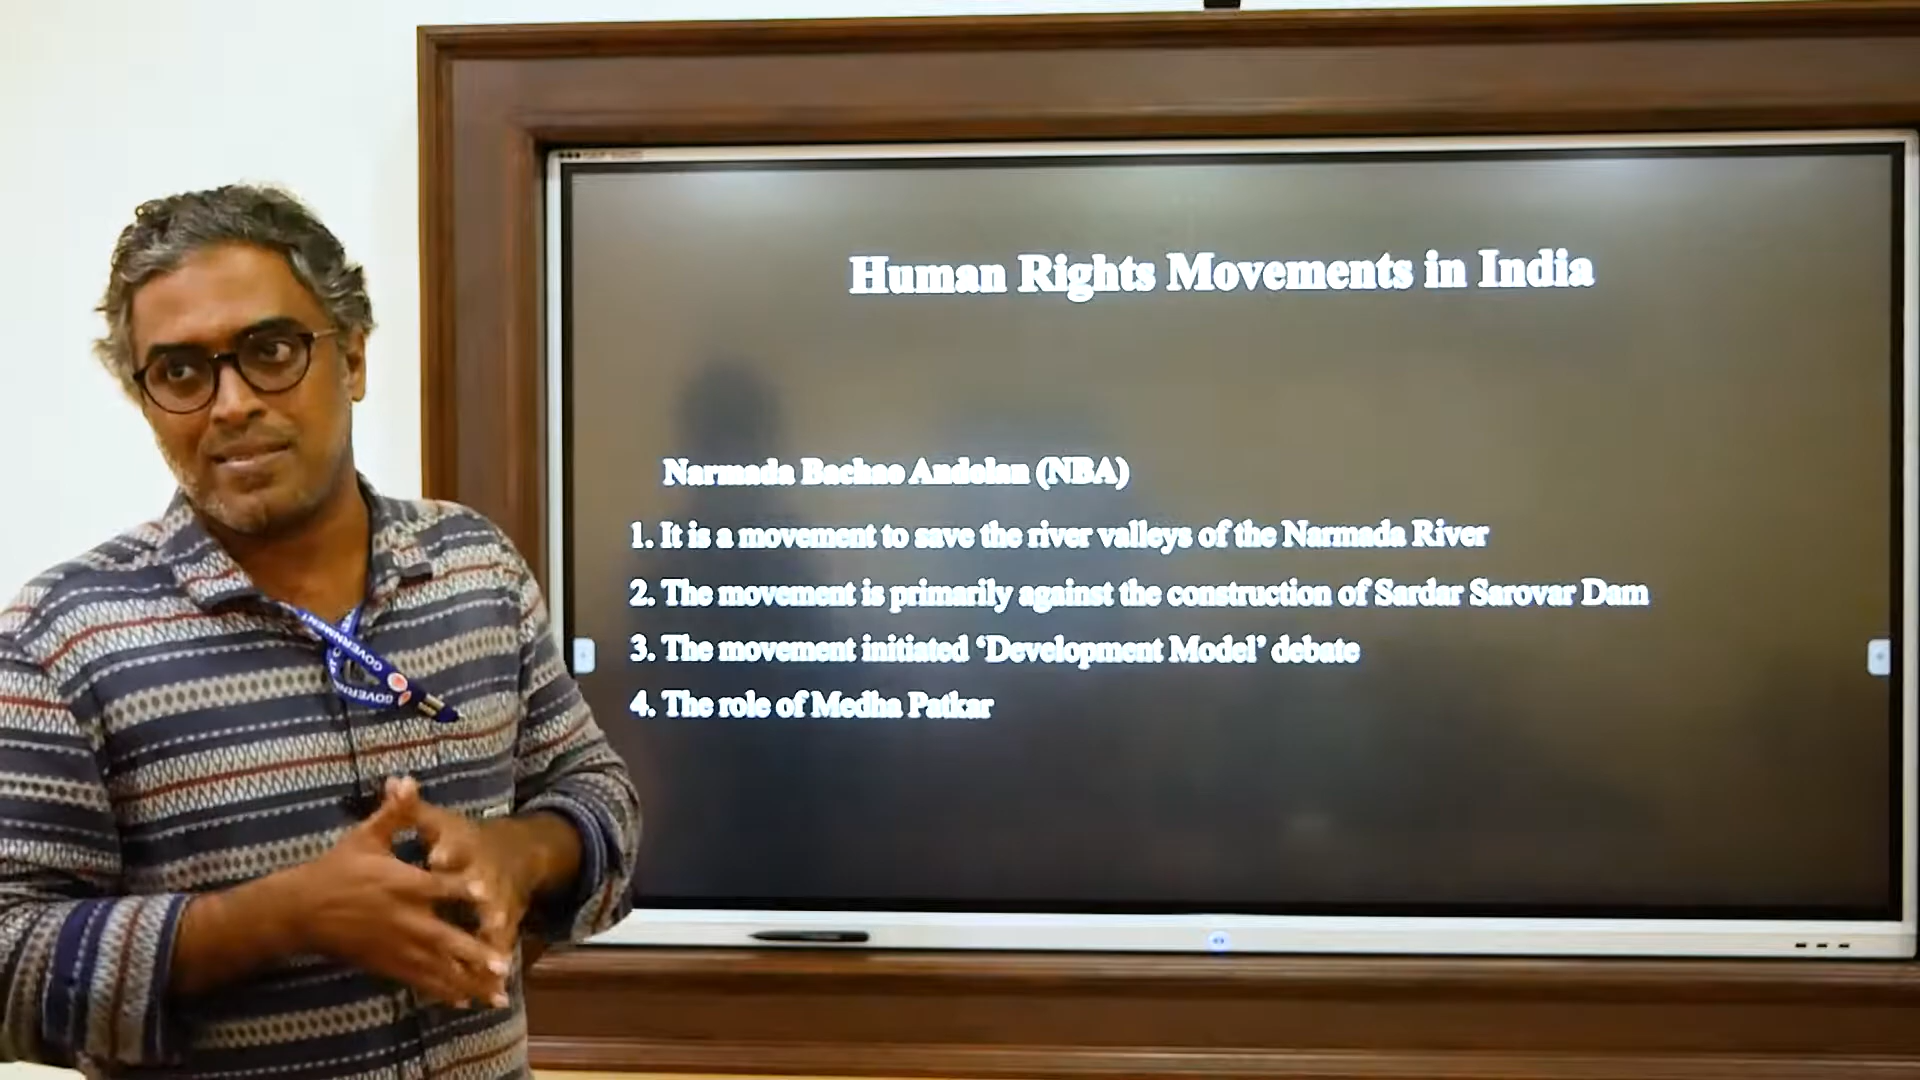 Human Rights Movements in India
Narmada Bachao Andolan (NBA)
1. It is a movement to save the river valleys of the Narmada River
2. The movement is primarily against the construction of Sardar Sarovar Dam
3. The movement initiated ‘Development Model’ debate
4. The role of Medha Patkar
GOVERNMENT
GOVERNM